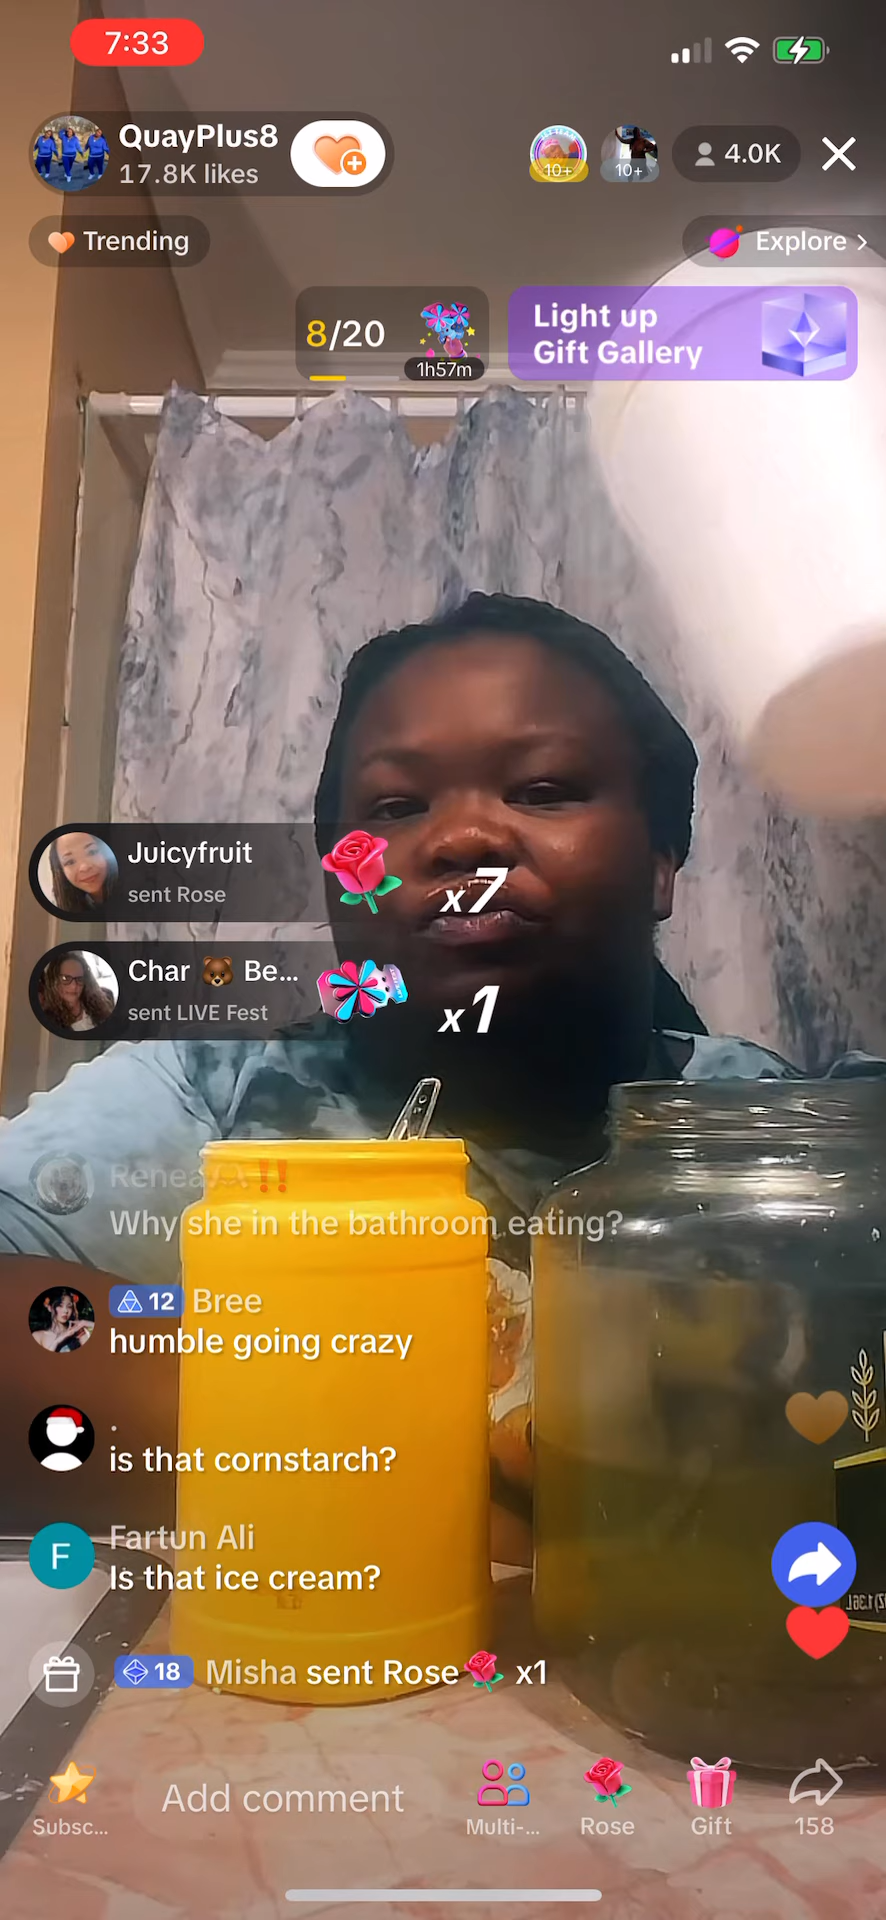 7:33
QuayPlus8
17.8K likes
10+
10+
4.0K
Trending
Explore >
8/20
1h57m
Light up
Gift Gallery
Juicyfruit
sent Rose
x7
Char 🐻 Be...
sent LIVE Fest
x1
Renea
‼️
Why she in the bathroom eating?
12 Bree
humble going crazy
.
is that cornstarch?
F
Fartun Ali
Is that ice cream?
18 Misha sent Rose x1
Add comment
Subsc...
Multi-...
Rose
Gift
158